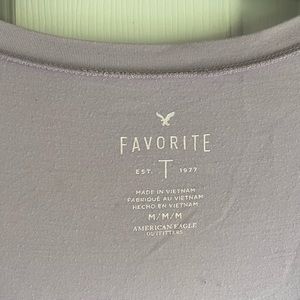 FAVORITE
EST. T 1977
MADE IN VIETNAM
FABRIQUÉ AU VIETNAM
HECHO EN VIETNAM
M/M/M
AMERICAN EAGLE
OUTFITTERS